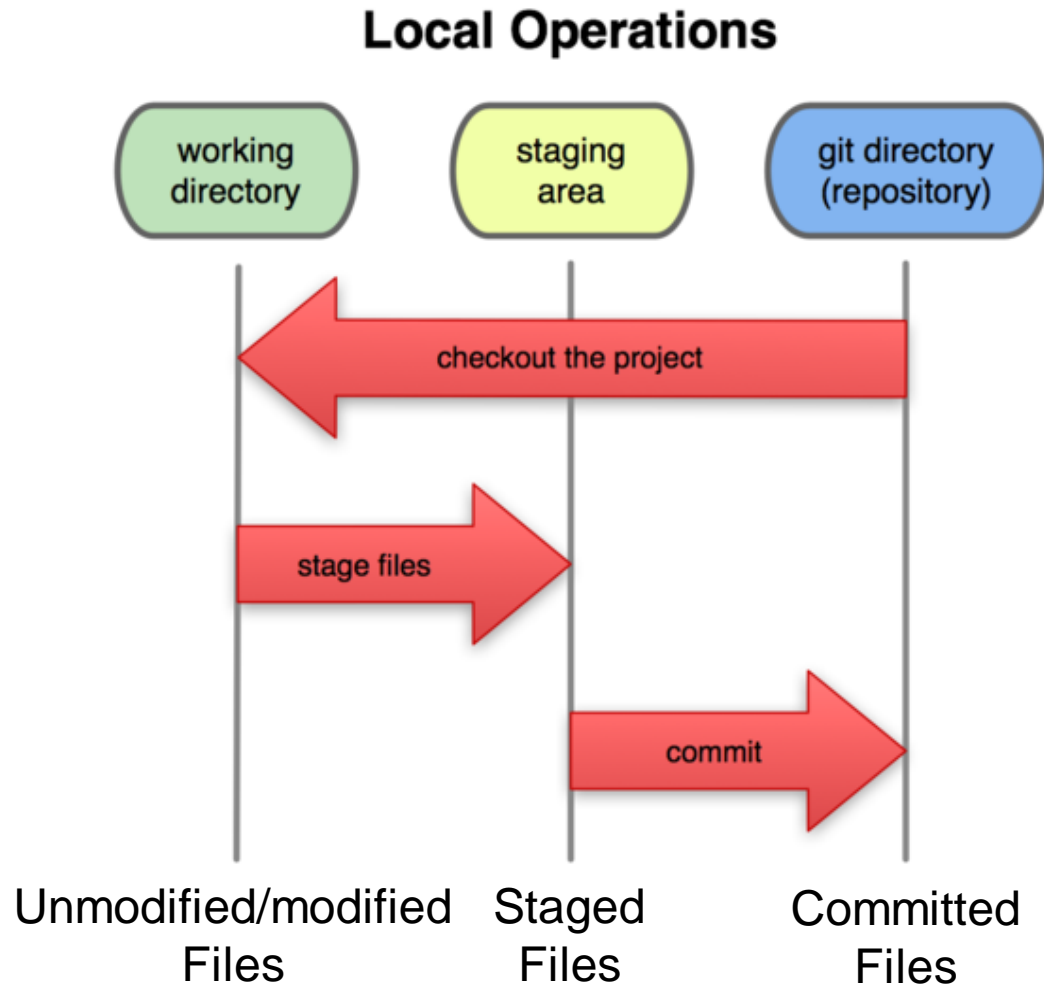 Local Operations
working
directory
staging
area
git directory
(repository)
checkout the project
stage files
commit
Unmodified/modified
Files
Staged
Files
Committed
Files